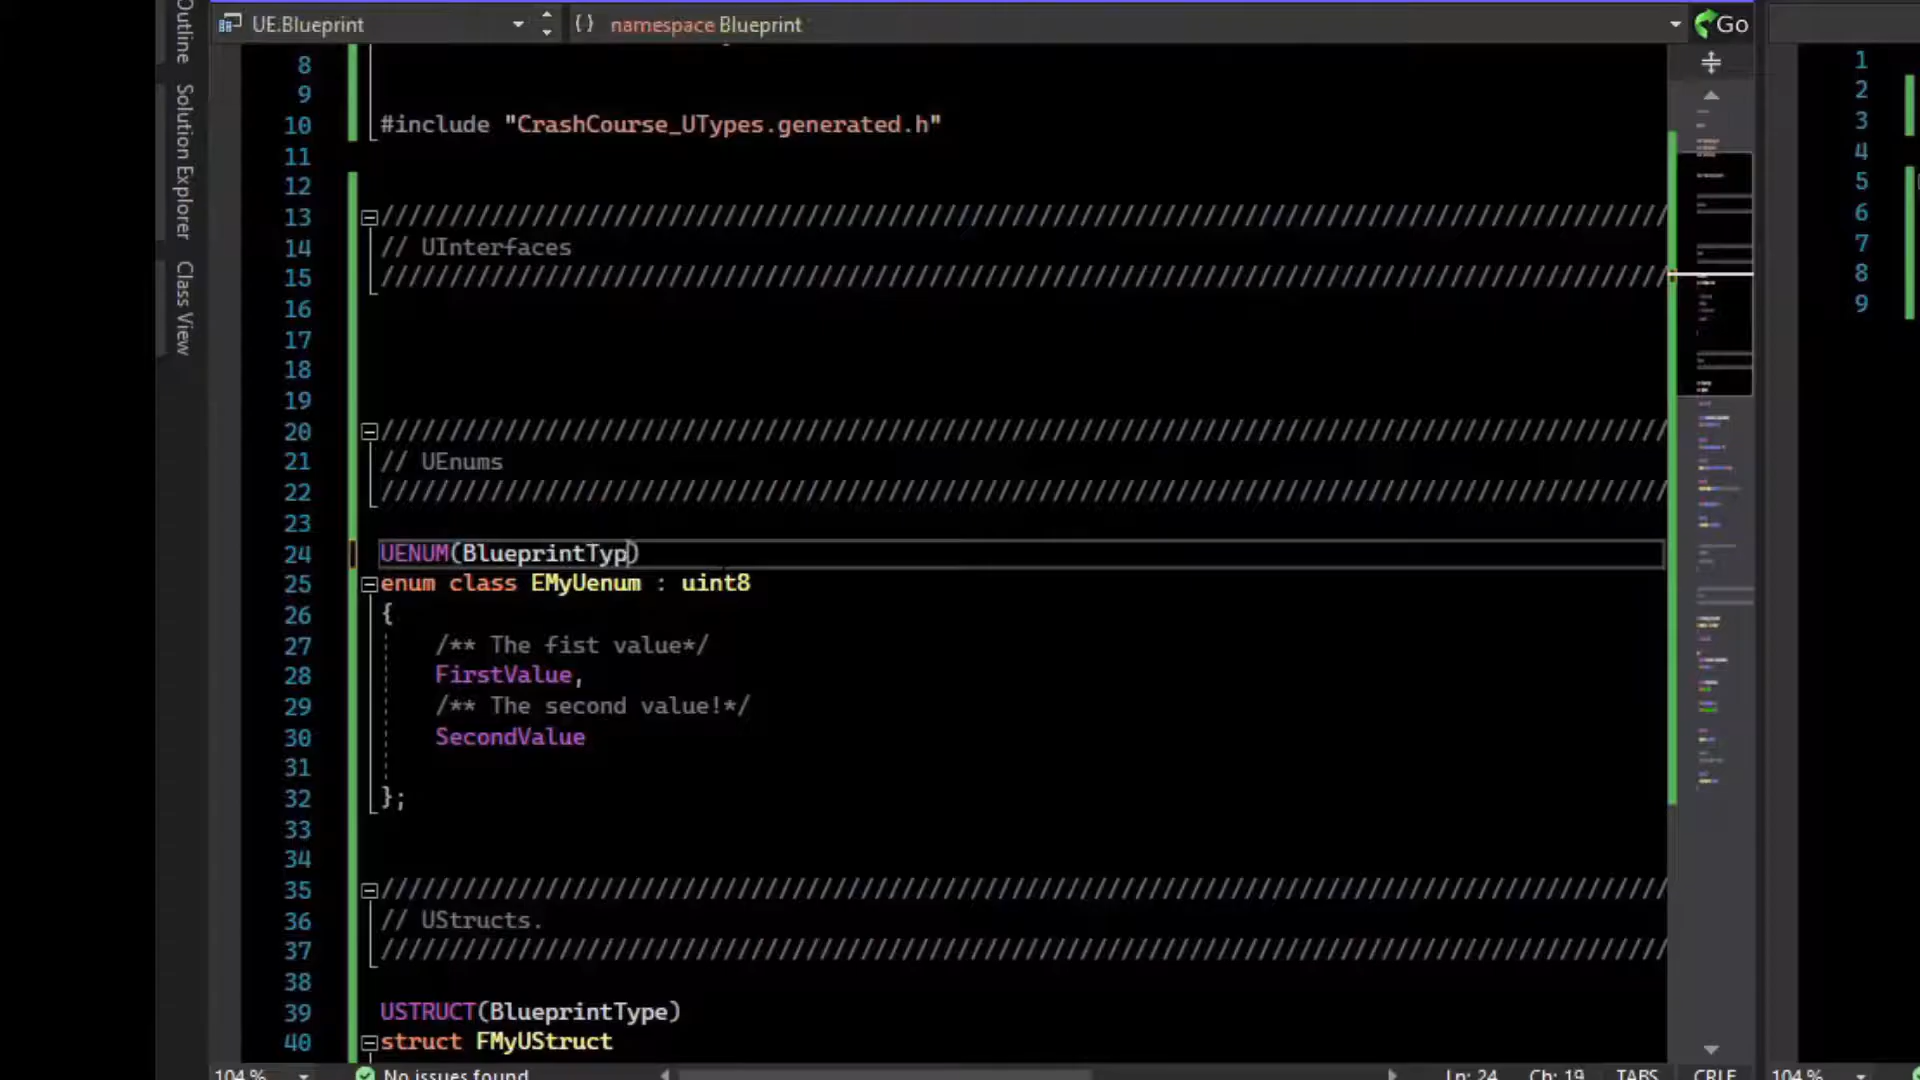 UE.Blueprint
{} namespace Blueprint
Go
Outline
Solution Explorer
Class View
8
9
10 #include "CrashCourse_UTypes.generated.h"
11
12
13 ////////////////////////////////////////////////////////////////////////////////////////////////
14 // UInterfaces
15 ////////////////////////////////////////////////////////////////////////////////////////////////
16
17
18
19
20 ////////////////////////////////////////////////////////////////////////////////////////////////
21 // UEnums
22 ////////////////////////////////////////////////////////////////////////////////////////////////
23
24 UENUM(BlueprintTyp)
25 enum class EMyUenum : uint8
26 {
27 /** The fist value*/
28 FirstValue,
29 /** The second value!*/
30 SecondValue
31
32 };
33
34
35 ////////////////////////////////////////////////////////////////////////////////////////////////
36 // UStructs.
37 ////////////////////////////////////////////////////////////////////////////////////////////////
38
39 USTRUCT(BlueprintType)
40 struct FMyUStruct
104 % No issues found Ln: 24 Ch: 19 TABS CRLF
1
2
3
4
5
6
7
8
9
104 %